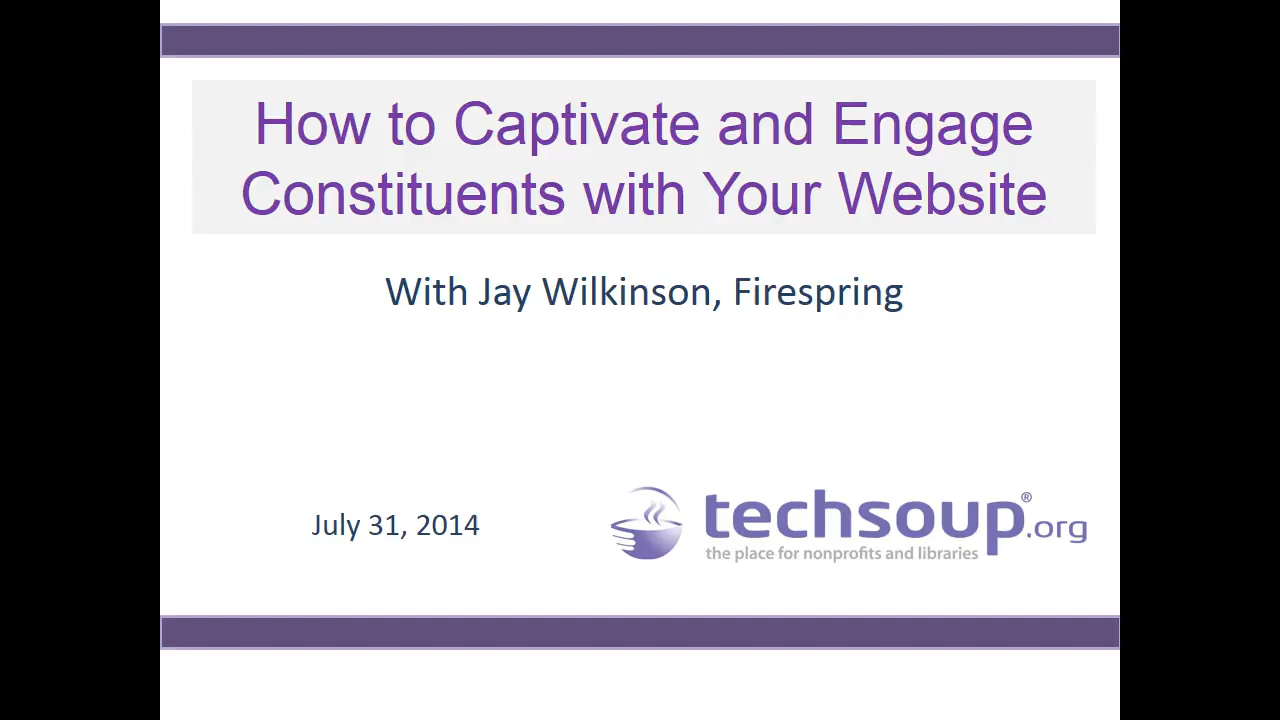 How to Captivate and Engage
Constituents with Your Website
With Jay Wilkinson, Firespring
July 31, 2014
techsoup®.org
the place for nonprofits and libraries